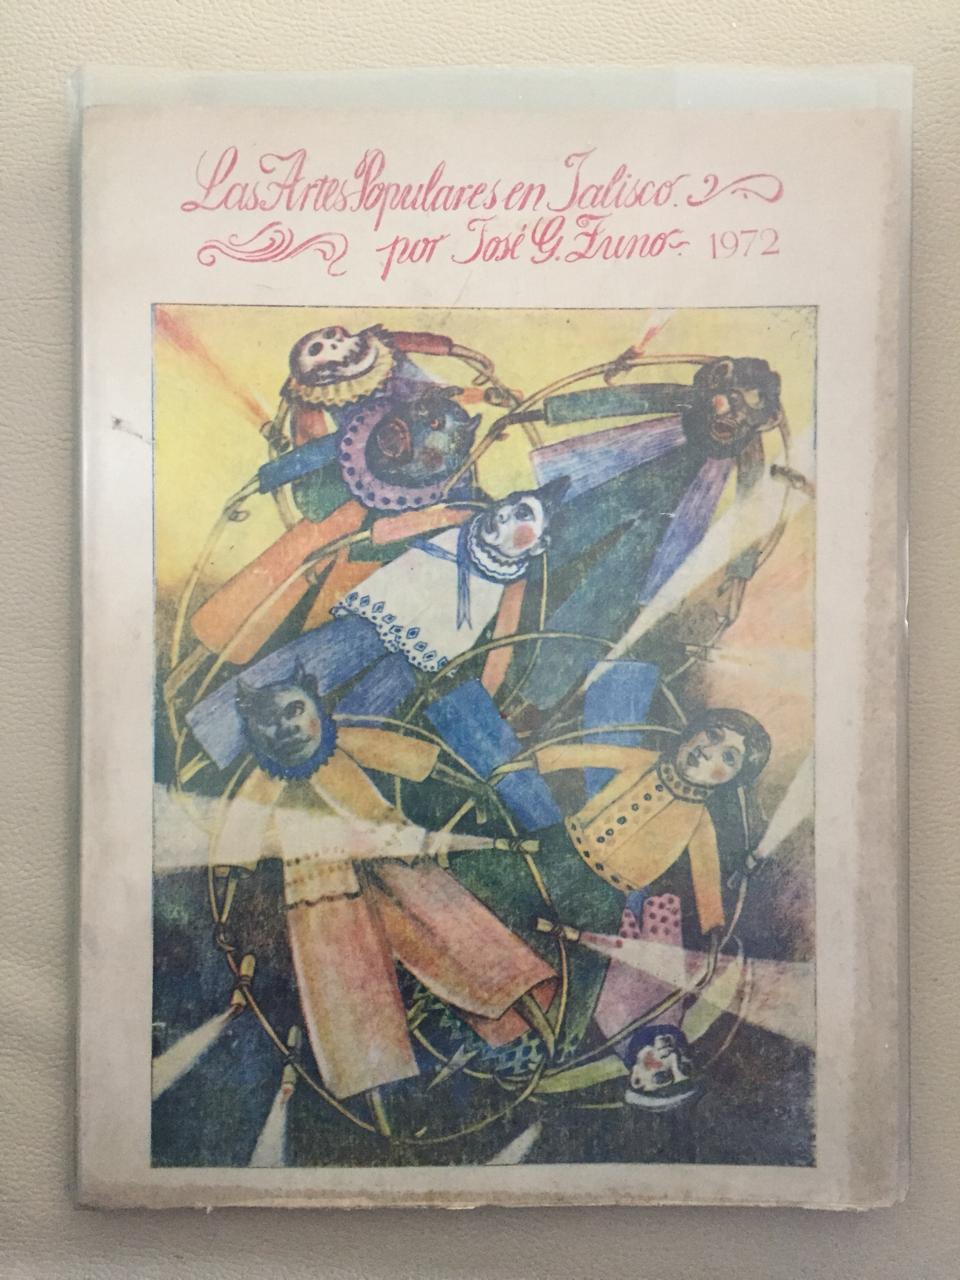 Las Artes Populares en Jalisco.
por José G. Zuno 1972